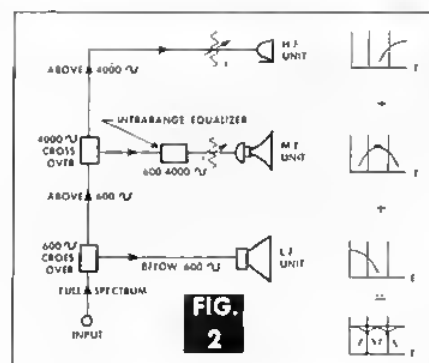 H F
UNIT
ABOVE 4000 ∿
INTRARANGE EQUALIZER
4000 ∿
CROSS
OVER
600-4000 ∿
M F
UNIT
ABOVE 600 ∿
600 ∿
CROSS
OVER
BELOW 600 ∿
L F
UNIT
FULL SPECTRUM
INPUT
FIG.
2
F
+
F
+
F
=
F